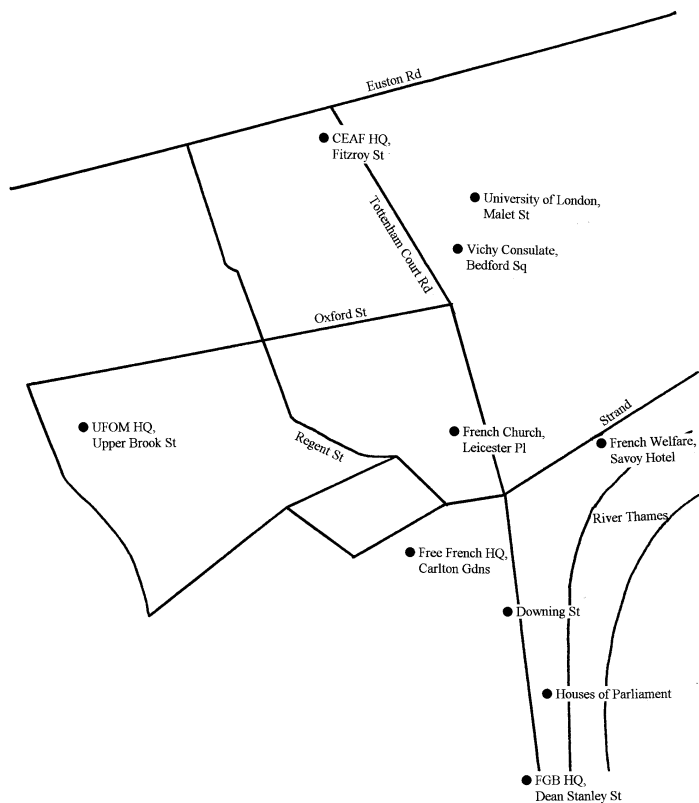 Euston Rd
CEAF HQ,
Fitzroy St
University of London,
Malet St
Tottenham Court Rd
Vichy Consulate,
Bedford Sq
Oxford St
UFOM HQ,
Upper Brook St
Regent St
French Church,
Leicester Pl
Strand
French Welfare,
Savoy Hotel
River Thames
Free French HQ,
Carlton Gdns
Downing St
Houses of Parliament
FGB HQ,
Dean Stanley St